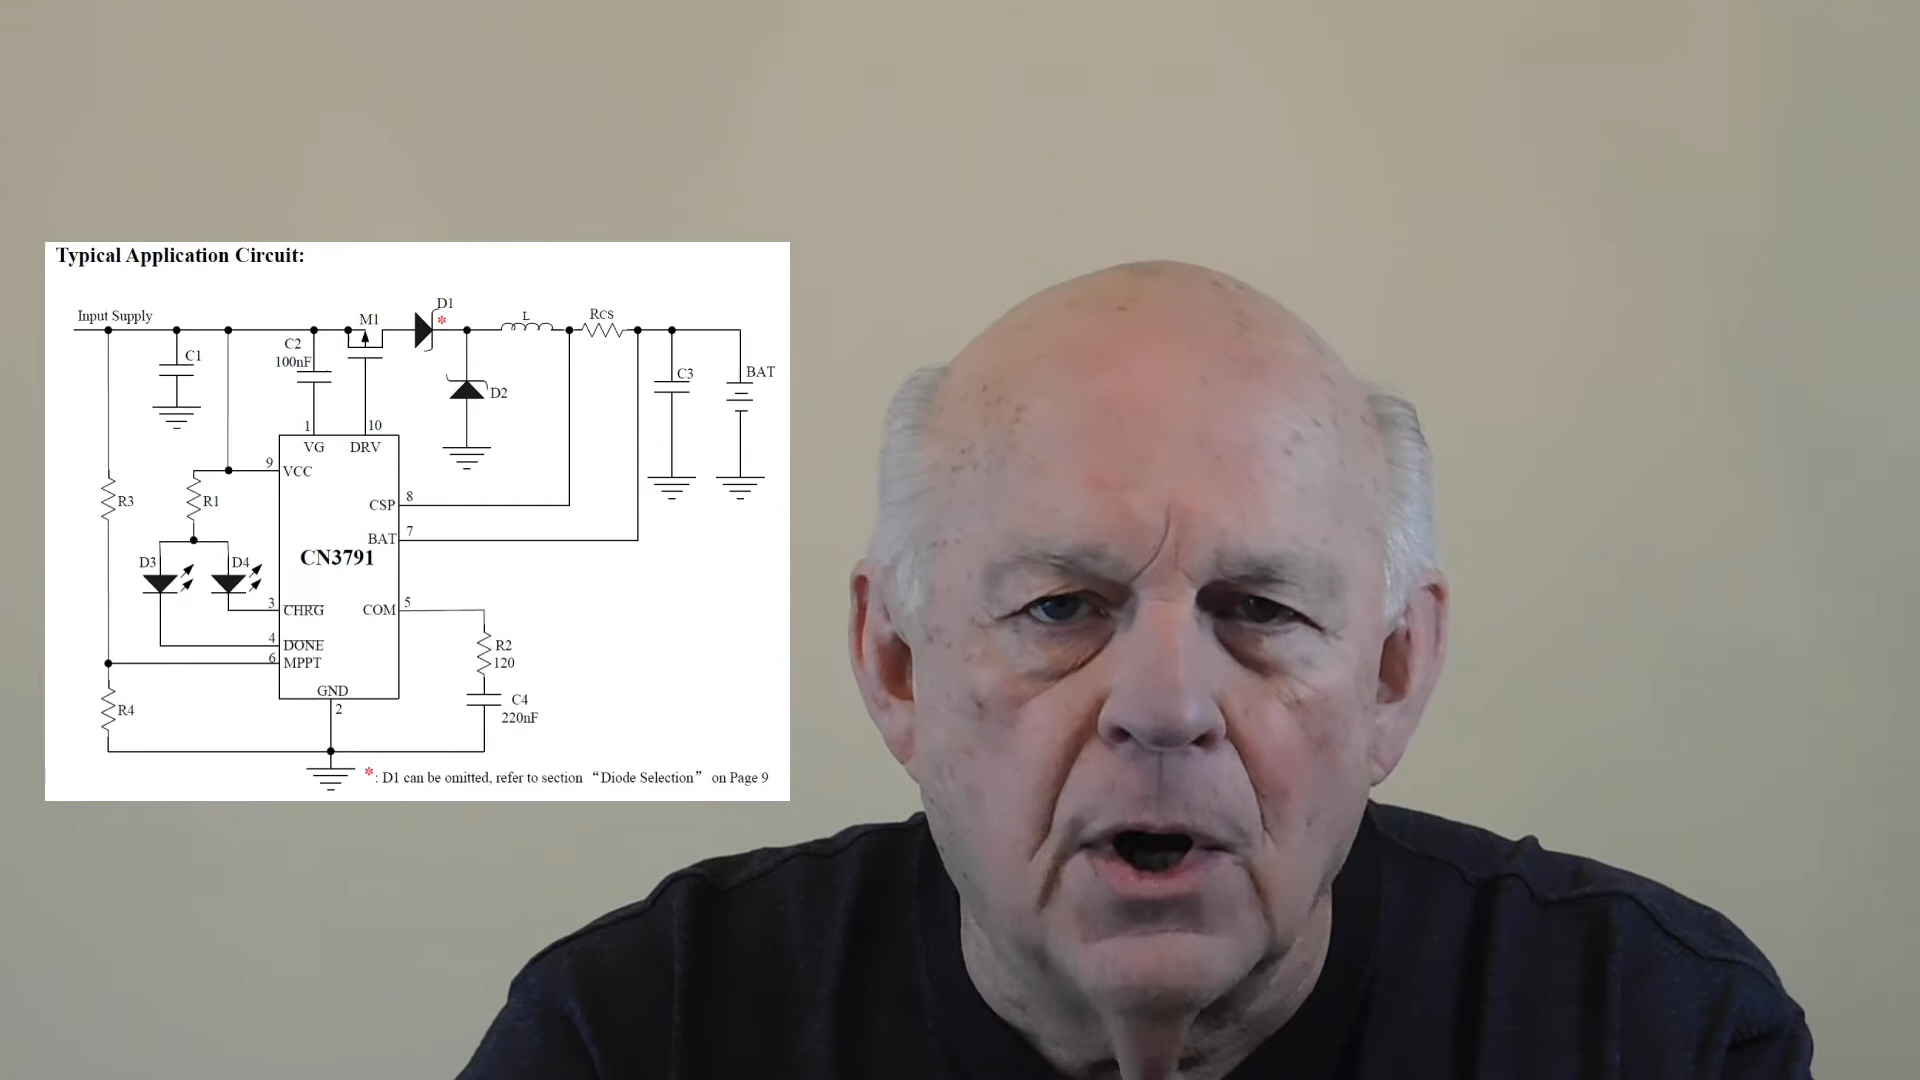 Typical Application Circuit:
Input Supply
M1
D1
*
L
Rcs
C1
C2
100nF
D2
C3
BAT
1
10
VG
DRV
9
VCC
R3
R1
CSP
8
BAT
7
CN3791
D3
D4
3
CHRG
COM
5
4
DONE
R2
120
6
MPPT
GND
2
R4
C4
220nF
*: D1 can be omitted, refer to section “Diode Selection” on Page 9